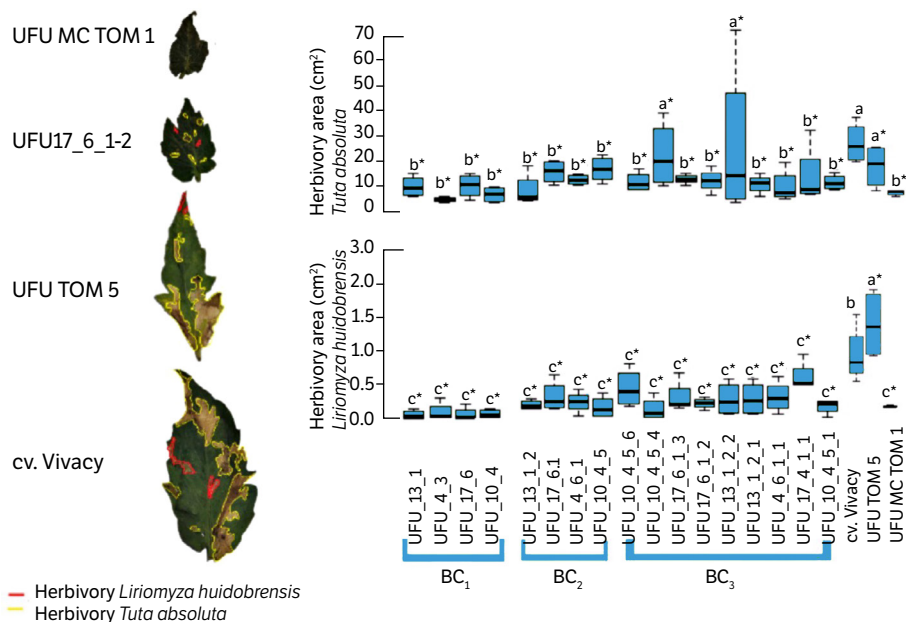 UFU MC TOM 1
UFU17_6_1-2
UFU TOM 5
cv. Vivacy
Herbivory Liriomyza huidobrensis
Herbivory Tuta absoluta
Herbivory area (cm²)
Tuta absoluta
70
60
50
40
30
20
10
0
b* b* b* b* b* b* b* b* b* a* b* b* a* b* b* b* b* a a* b*
Herbivory area (cm²)
Liriomyza huidobrensis
3.0
2.5
2.0
1.5
1.0
0.5
0.0
c* c* c* c* c* c* c* c* c* c* c* c* c* c* c* c* c* b a* c*
UFU_13_1
UFU_4_3
UFU_17_6
UFU_10_4
UFU_13_1_2
UFU_17_6.1
UFU_4_6_1
UFU_10_4_5
UFU_10_4_5_6
UFU_10_4_5_4
UFU_17_6_1_3
UFU 17_6_1_2
UFU_13_1_2_2
UFU13_1_2_1
UFU_4_6_1_1
UFU_17_4_1_1
UFU_10_4_5_1
cv. Vivacy
UFU TOM 5
UFU MC TOM 1
BC₁
BC₂
BC₃